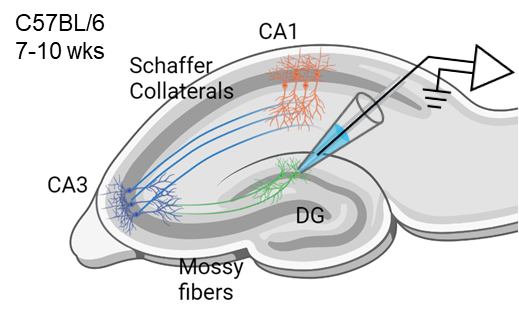 C57BL/6
7-10 wks
CA1
Schaffer
Collaterals
CA3
DG
Mossy
fibers